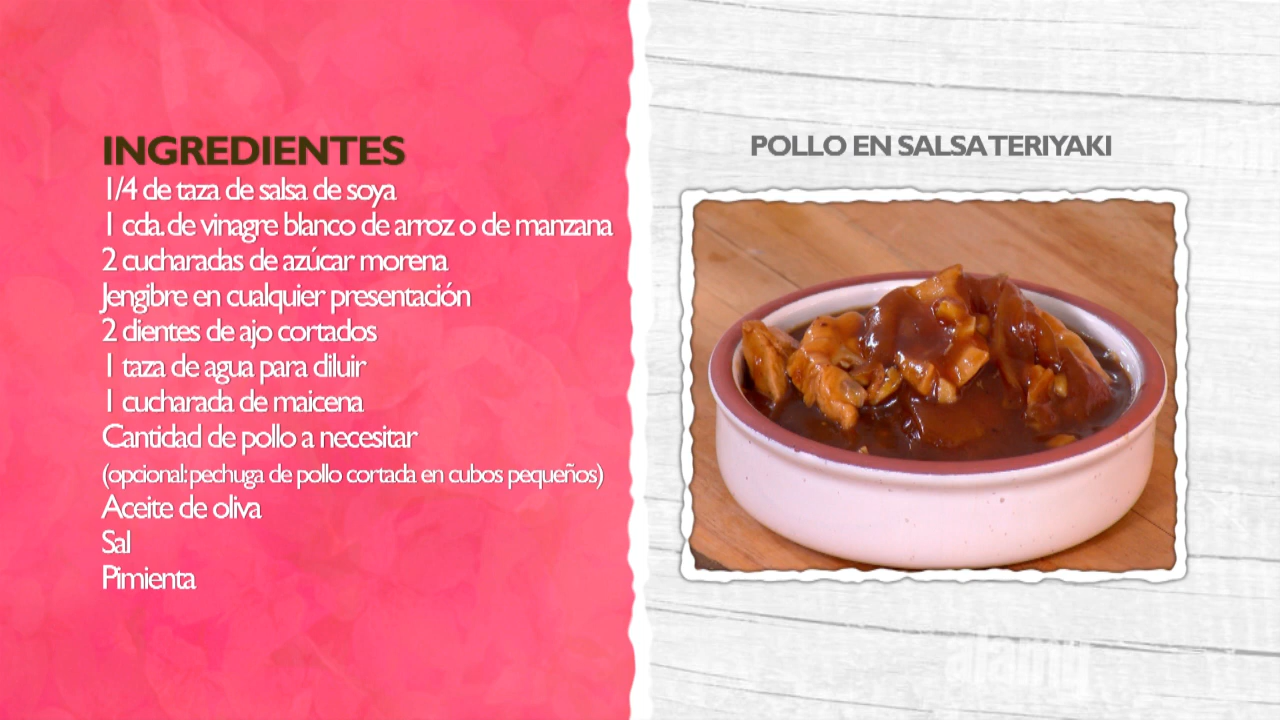 INGREDIENTES
1/4 de taza de salsa de soya
1 cda. de vinagre blanco de arroz o de manzana
2 cucharadas de azúcar morena
Jengibre en cualquier presentación
2 dientes de ajo cortados
1 taza de agua para diluir
1 cucharada de maicena
Cantidad de pollo a necesitar
(opcional: pechuga de pollo cortada en cubos pequeños)
Aceite de oliva
Sal
Pimienta
POLLO EN SALSA TERIYAKI
alamy